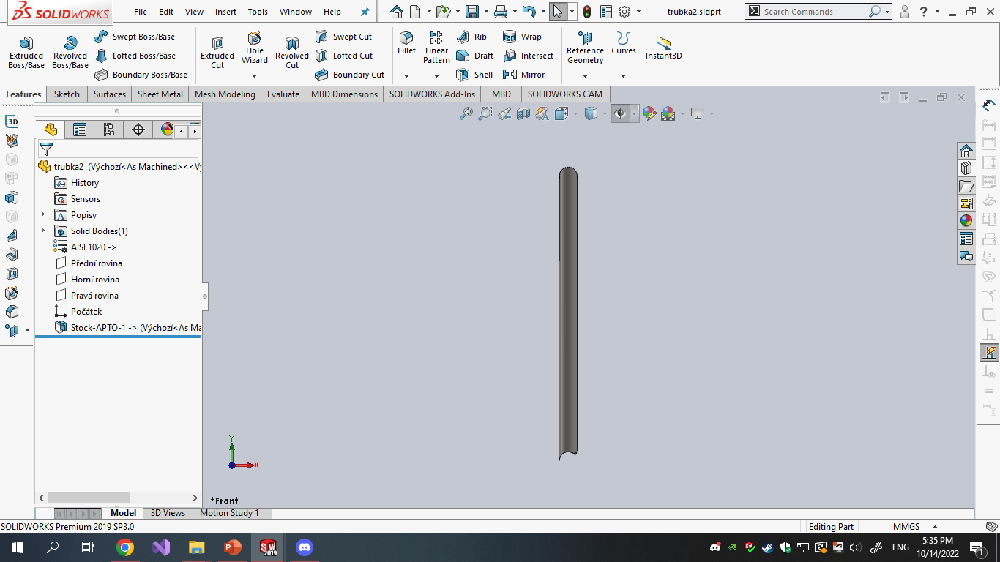 SOLIDWORKS File Edit View Insert Tools Window Help trubka2.sldprt Search Commands ?
Extruded Boss/Base
Revolved Boss/Base
Swept Boss/Base
Lofted Boss/Base
Boundary Boss/Base
Extruded Cut
Hole Wizard
Revolved Cut
Swept Cut
Lofted Cut
Boundary Cut
Fillet
Linear Pattern
Rib
Draft
Shell
Wrap
Intersect
Mirror
Reference Geometry
Curves
Instant3D
Features Sketch Surfaces Sheet Metal Mesh Modeling Evaluate MBD Dimensions SOLIDWORKS Add-Ins MBD SOLIDWORKS CAM
3D
trubka2 (Výchozí<As Machined><<V
History
Sensors
Popisy
Solid Bodies(1)
AISI 1020 ->
Přední rovina
Horní rovina
Pravá rovina
Počátek
Stock-APTO-1 -> (Výchozí<As Ma
Y
X
*Front
Model 3D Views Motion Study 1
SOLIDWORKS Premium 2019 SP3.0 Editing Part MMGS
SW 2019
ENG
5:35 PM
10/14/2022
1